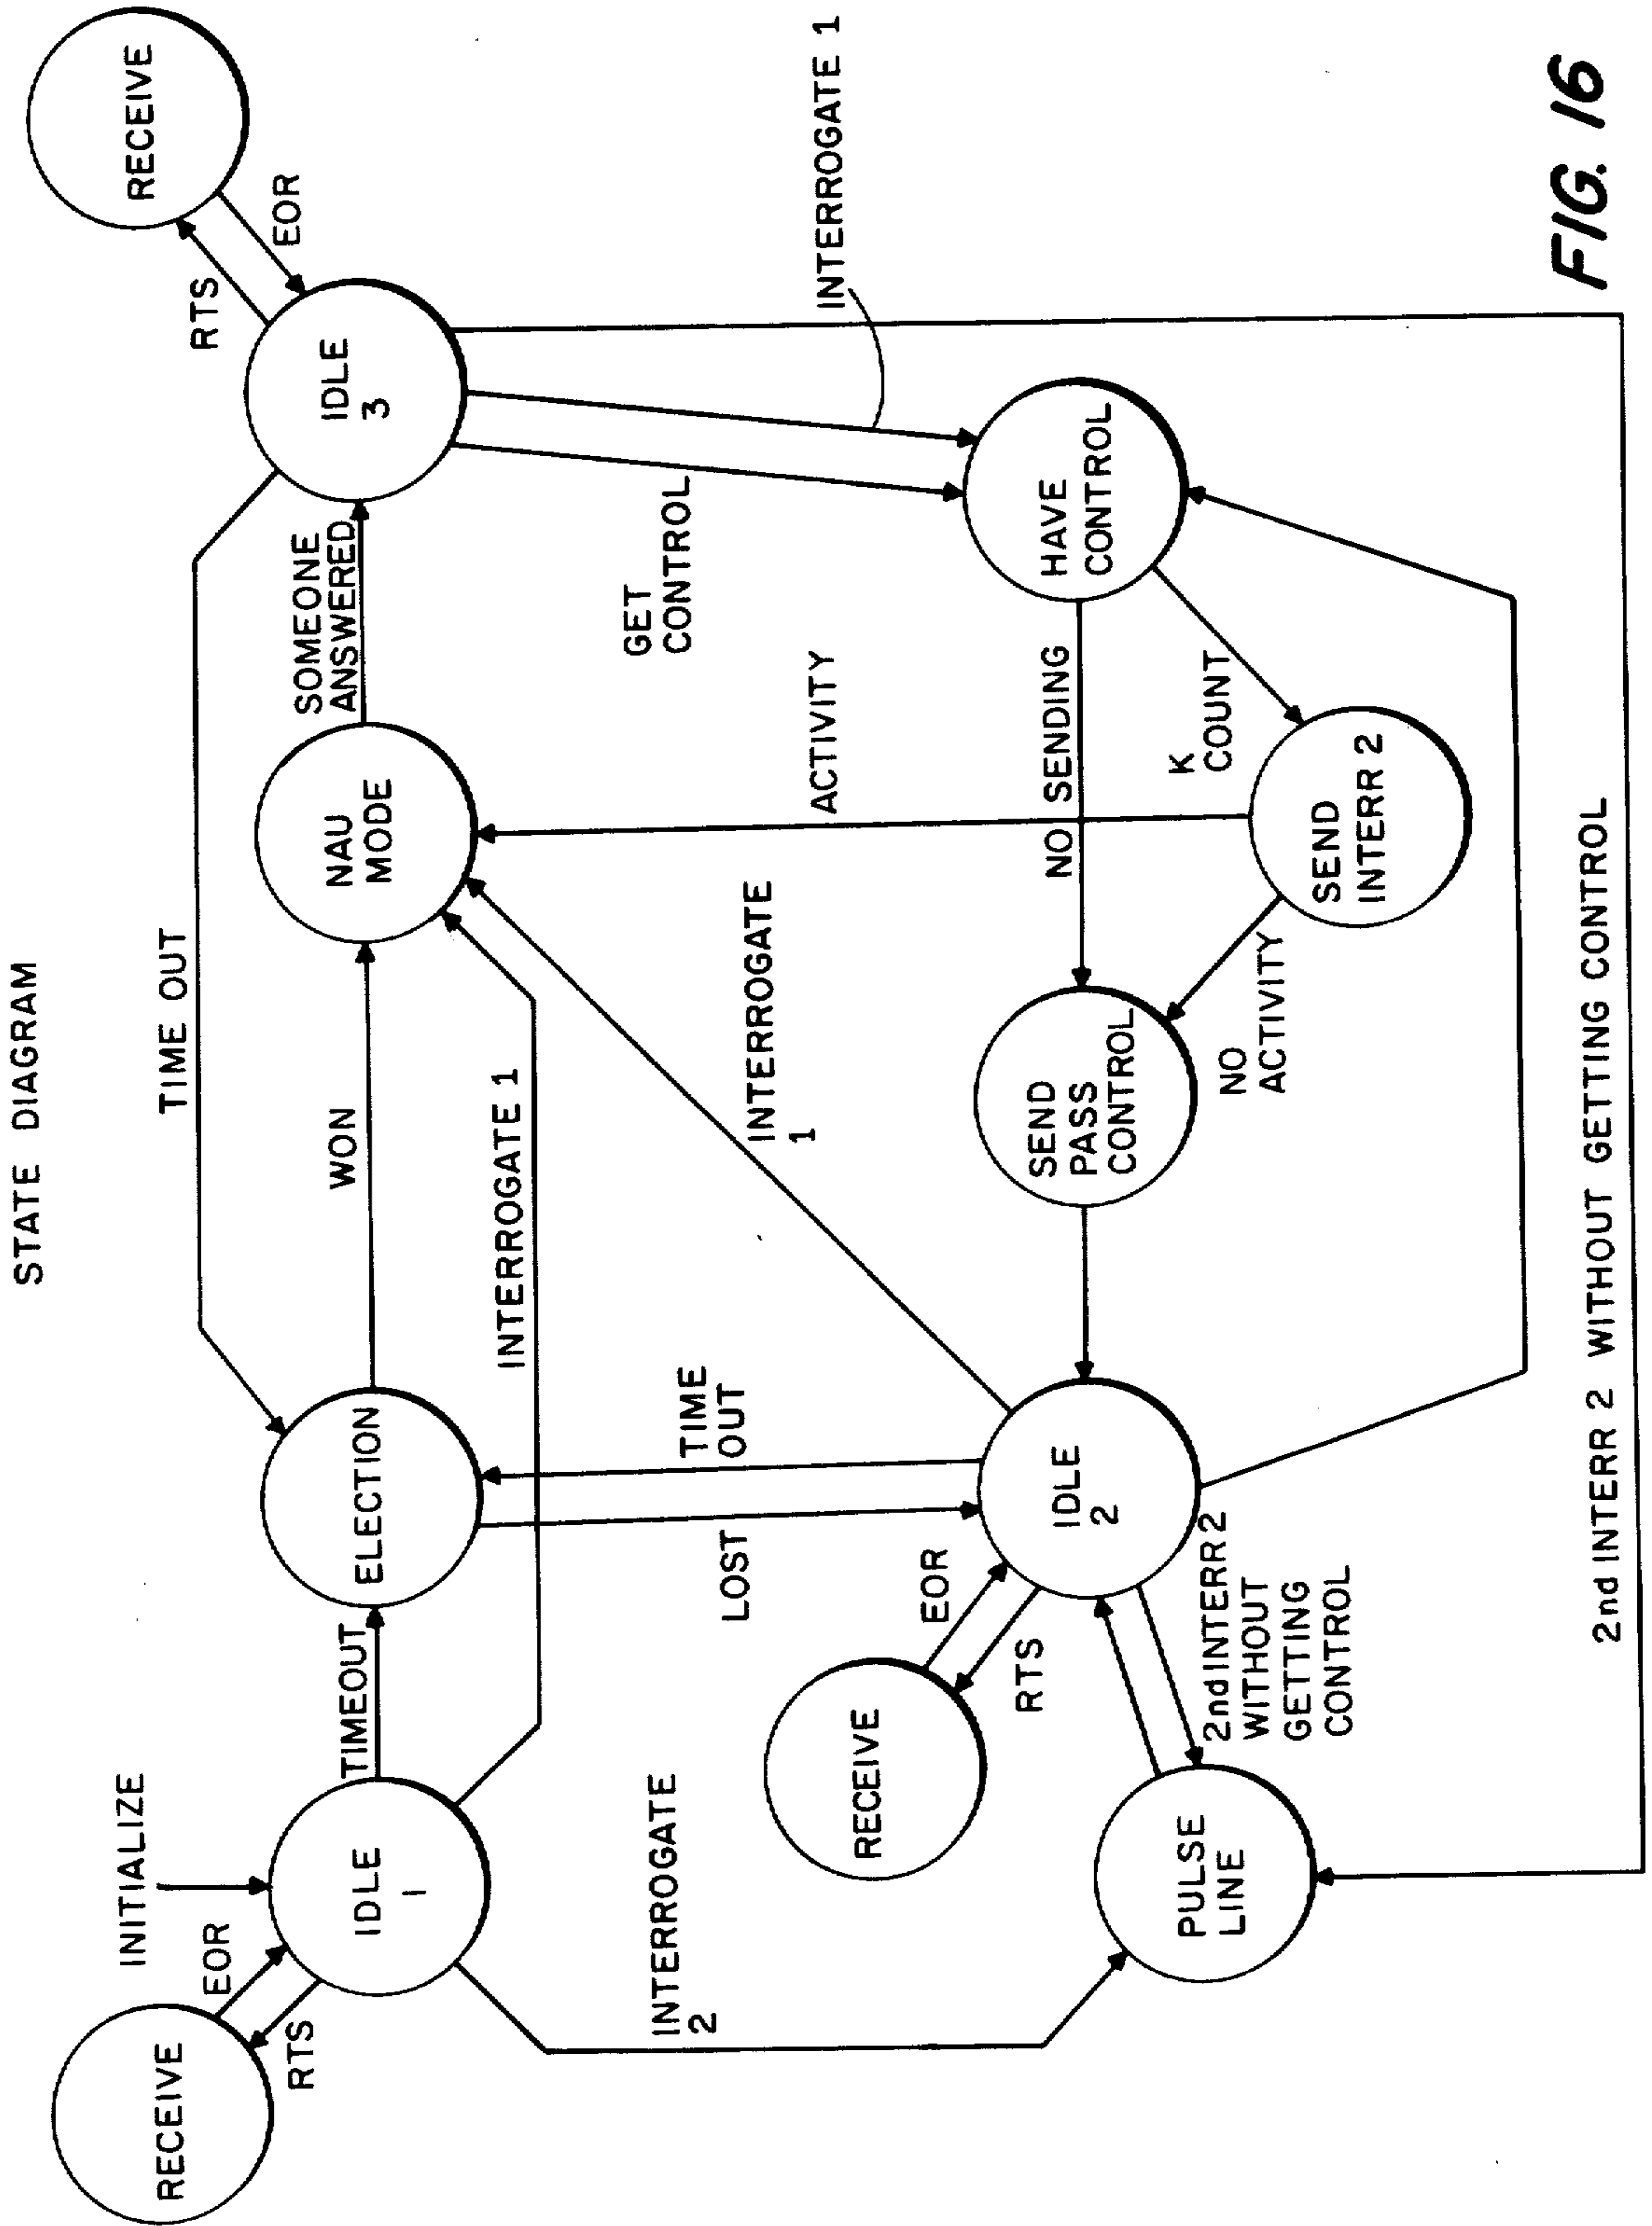 STATE DIAGRAM
INITIALIZE
TIME OUT
RECEIVE
EOR
RTS
IDLE
1
TIMEOUT
ELECTION
WON
NAU
MODE
SOMEONE
ANSWERED
IDLE
3
RTS
EOR
RECEIVE
INTERROGATE 1
INTERROGATE
2
LOST
TIME
OUT
INTERROGATE
1
ACTIVITY
GET
CONTROL
INTERROGATE 1
RECEIVE
EOR
RTS
IDLE
2
SEND
PASS
CONTROL
NO SENDING
HAVE
CONTROL
PULSE
LINE
2nd INTERR 2
WITHOUT
GETTING
CONTROL
NO
ACTIVITY
K
COUNT
SEND
INTERR 2
2nd INTERR 2 WITHOUT GETTING CONTROL
FIG. 16